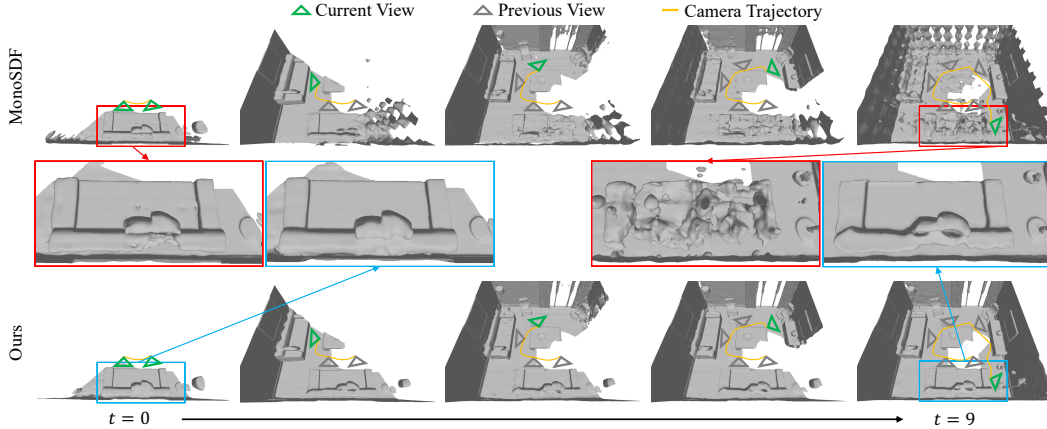 Current View
Previous View
Camera Trajectory
MonoSDF
Ours
t = 0
t = 9